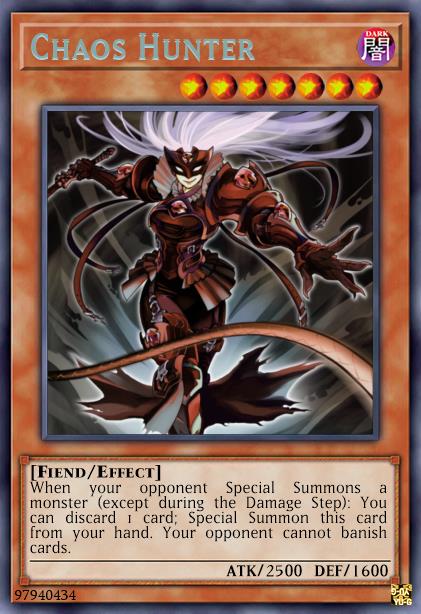 CHAOS HUNTER
DARK
闇
[FIEND/EFFECT]
When your opponent Special Summons a
monster (except during the Damage Step): You
can discard 1 card; Special Summon this card
from your hand. Your opponent cannot banish
cards.
ATK/2500 DEF/1600
97940434